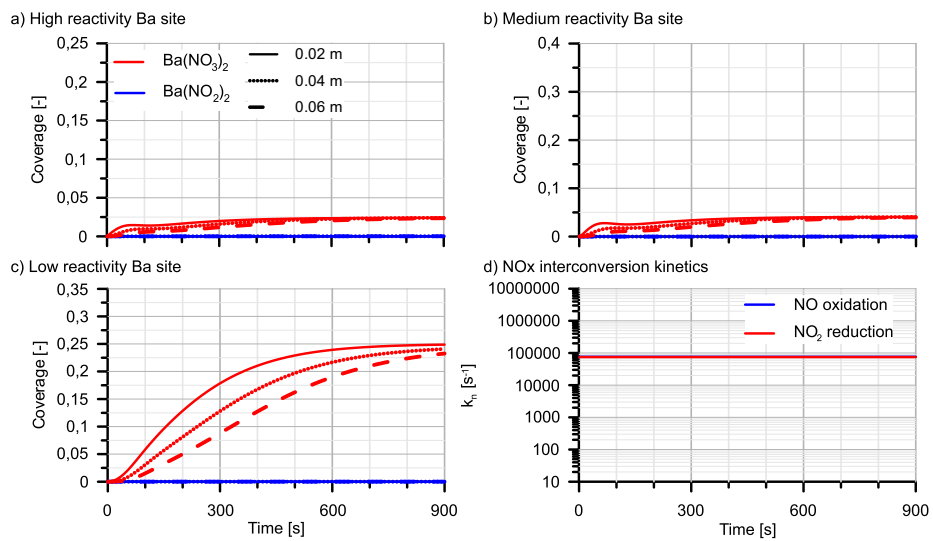 a) High reactivity Ba site
0,25
0,2
0,15
0,1
0,05
0
Coverage [-]
Ba(NO₃)₂
Ba(NO₂)₂
0.02 m
0.04 m
0.06 m
b) Medium reactivity Ba site
0,4
0,3
0,2
0,1
0
Coverage [-]
c) Low reactivity Ba site
0,35
0,3
0,25
0,2
0,15
0,1
0,05
0
Coverage [-]
0 300 600 900
Time [s]
d) NOx interconversion kinetics
10000000
1000000
100000
10000
1000
100
10
kₙ [s⁻¹]
NO oxidation
NO₂ reduction
0 300 600 900
Time [s]